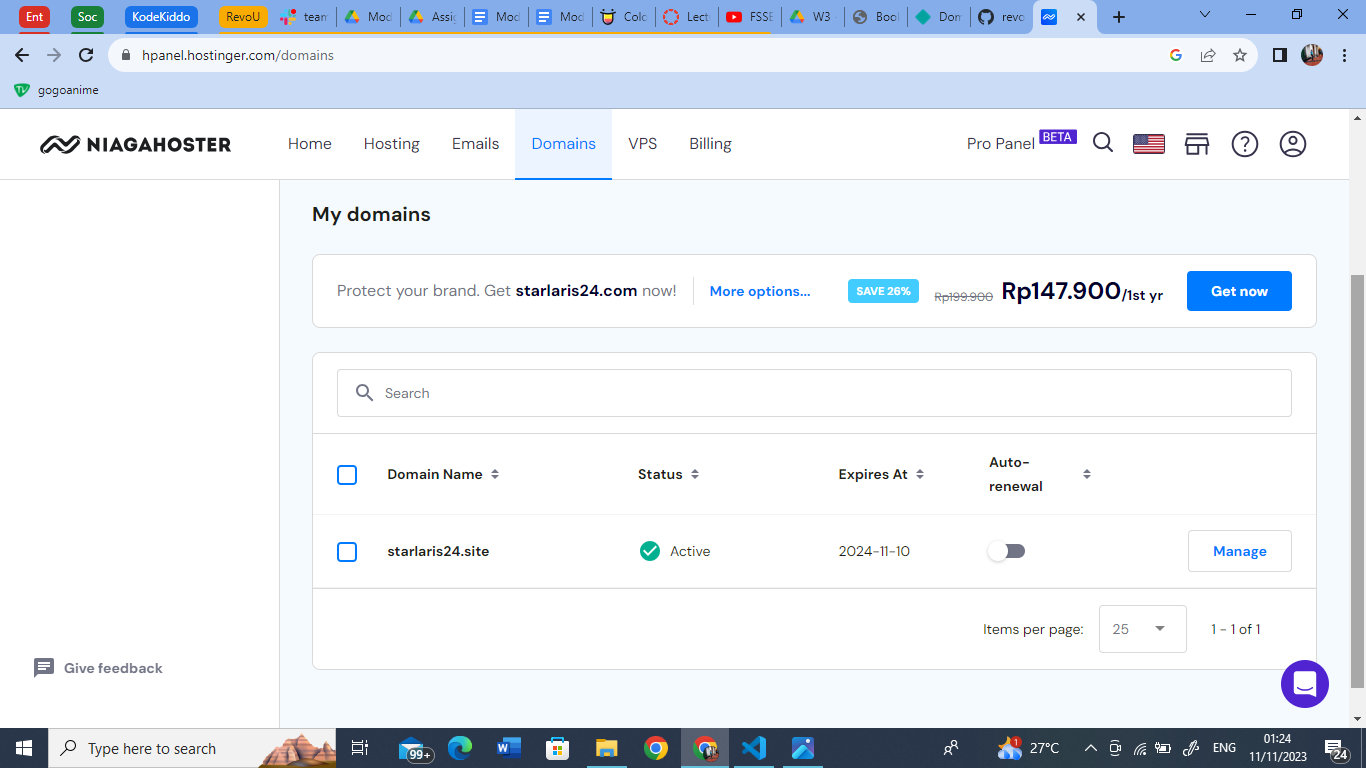 Ent Soc KodeKiddo RevoU team Mod Assig Mod Mod Colo Lect FSSE W3 - Bool Dom revo
hpanel.hostinger.com/domains
gogoanime
NIAGAHOSTER Home Hosting Emails Domains VPS Billing Pro Panel BETA
My domains
Protect your brand. Get starlaris24.com now! More options... SAVE 26% Rp199.900 Rp147.900/1st yr Get now
Search
Domain Name Status Expires At Auto-
renewal
starlaris24.site Active 2024-11-10 Manage
Items per page: 25 1 - 1 of 1
Give feedback
Type here to search 99+ 1 27°C ENG 01:24
11/11/2023 24